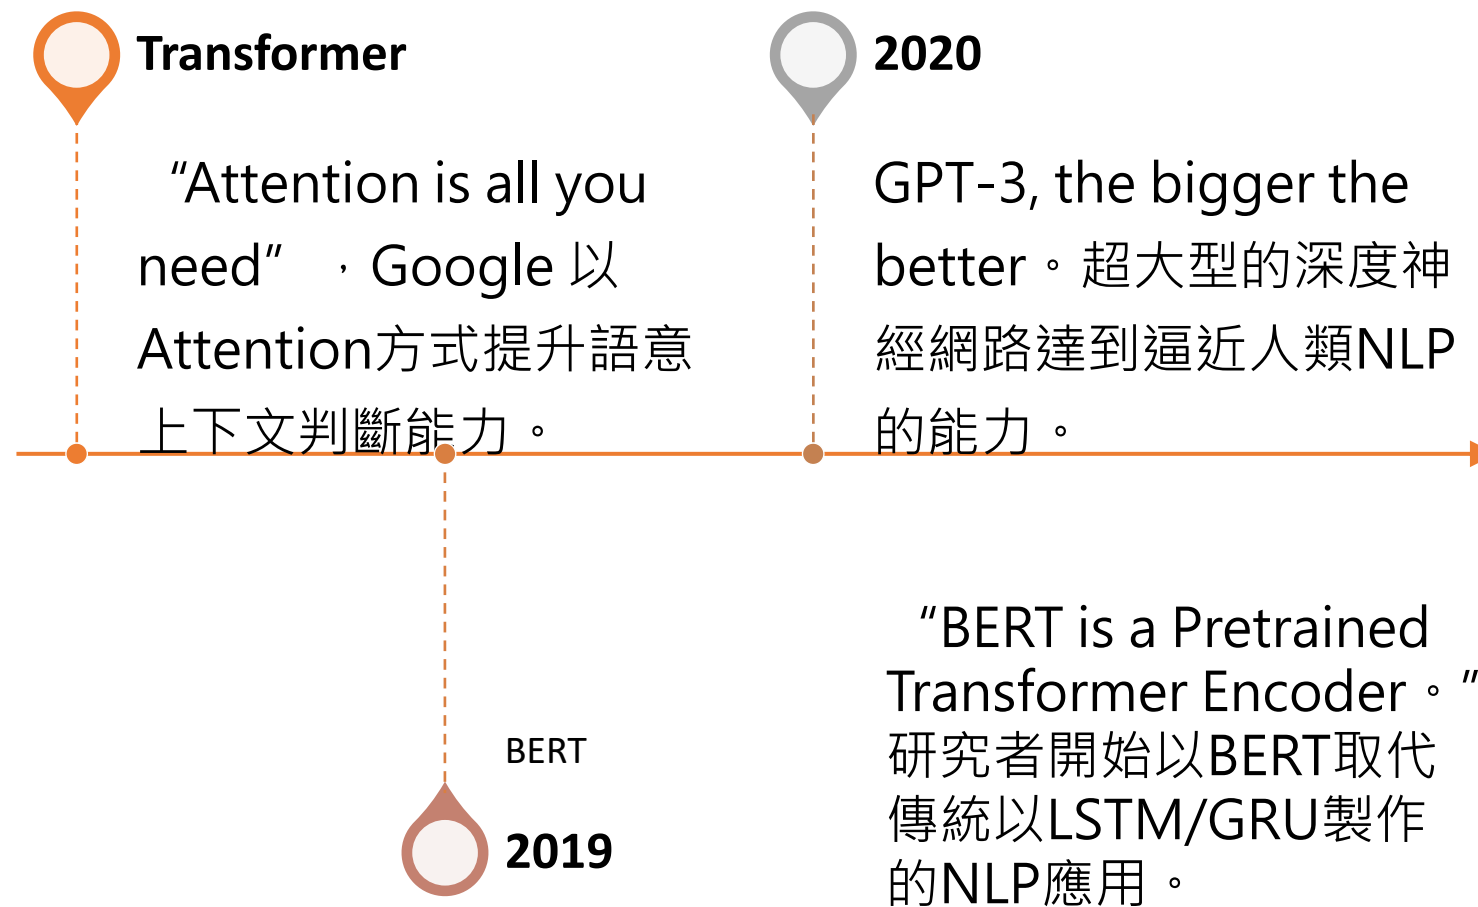 Transformer
“Attention is all you
need”，Google 以
Attention方式提升語意
上下文判斷能力。
2020
GPT-3, the bigger the
better。超大型的深度神
經網路達到逼近人類NLP
的能力。
BERT
2019
“BERT is a Pretrained
Transformer Encoder。”
研究者開始以BERT取代
傳統以LSTM/GRU製作
的NLP應用。